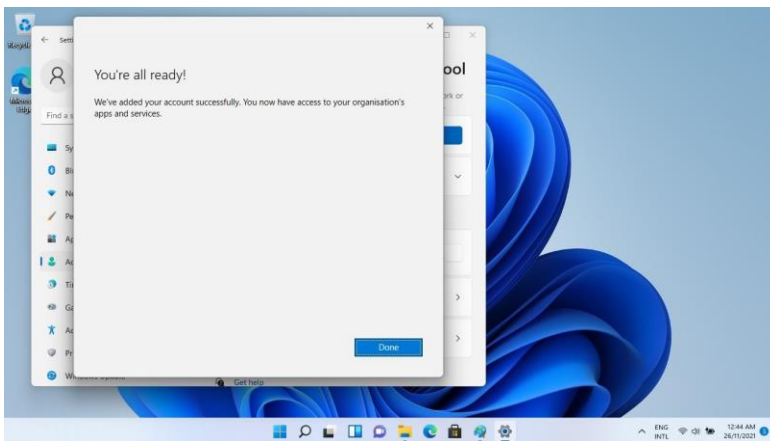 You're all ready!
We've added your account successfully. You now have access to your organisation's
apps and services.
Done
Find a s
Get help
ENG
INTL
12:44 AM
26/11/2021